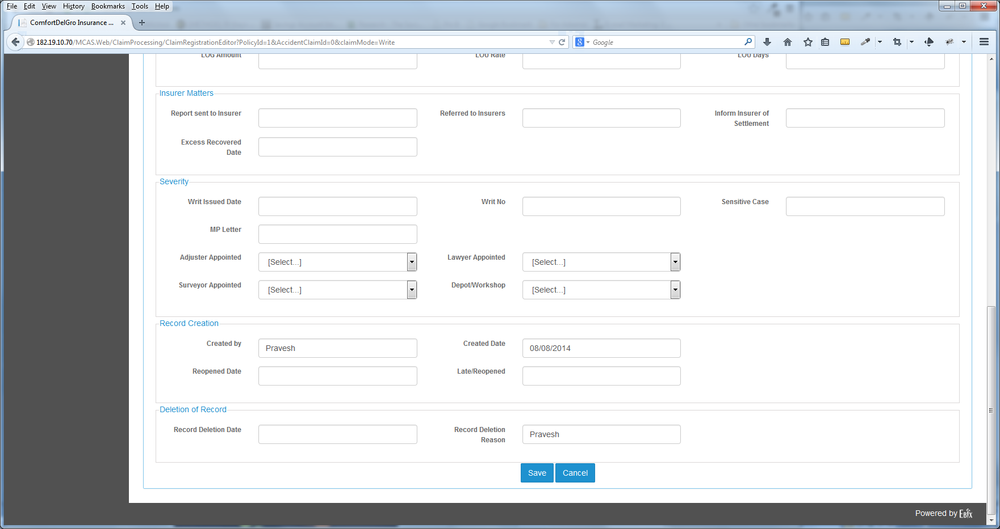 File Edit View History Bookmarks Tools Help
ComfortDelGro Insurance ...
182.19.10.70/MCAS.Web/ClaimProcessing/ClaimRegistrationEditor?PolicyId=1&AccidentClaimId=0&claimMode=Write
Google
LOG Amount LOU Rate LOU Days
Insurer Matters
Report sent to Insurer Referred to Insurers Inform Insurer of
Settlement
Excess Recovered
Date
Severity
Writ Issued Date Writ No Sensitive Case
MP Letter
Adjuster Appointed [Select...] Lawyer Appointed [Select...]
Surveyor Appointed [Select...] Depot/Workshop [Select...]
Record Creation
Created by Pravesh Created Date 08/08/2014
Reopened Date Late/Reopened
Deletion of Record
Record Deletion Date Record Deletion Pravesh
Reason
Save Cancel
Powered by Ebix